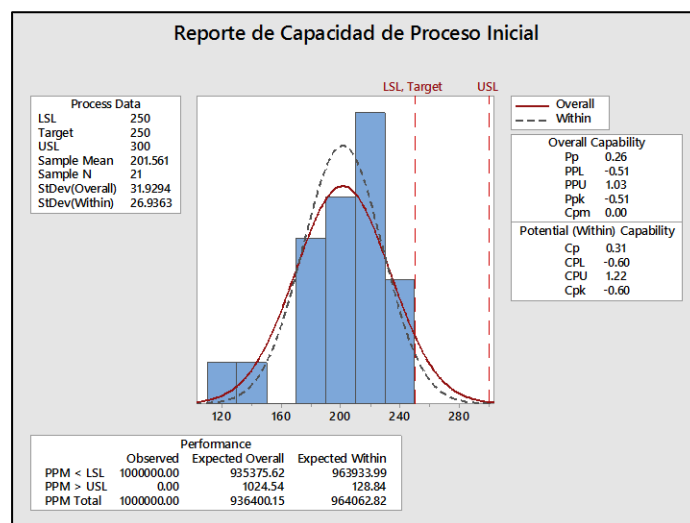 Reporte de Capacidad de Proceso Inicial
LSL, Target USL
Process Data
LSL 250
Target 250
USL 300
Sample Mean 201.561
Sample N 21
StDev(Overall) 31.9294
StDev(Within) 26.9363
Overall
Within
Overall Capability
Pp 0.26
PPL -0.51
PPU 1.03
Ppk -0.51
Cpm 0.00
Potential (Within) Capability
Cp 0.31
CPL -0.60
CPU 1.22
Cpk -0.60
120 160 200 240 280
Performance
Observed Expected Overall Expected Within
PPM < LSL 1000000.00 935375.62 963933.99
PPM > USL 0.00 1024.54 128.84
PPM Total 1000000.00 936400.15 964062.82